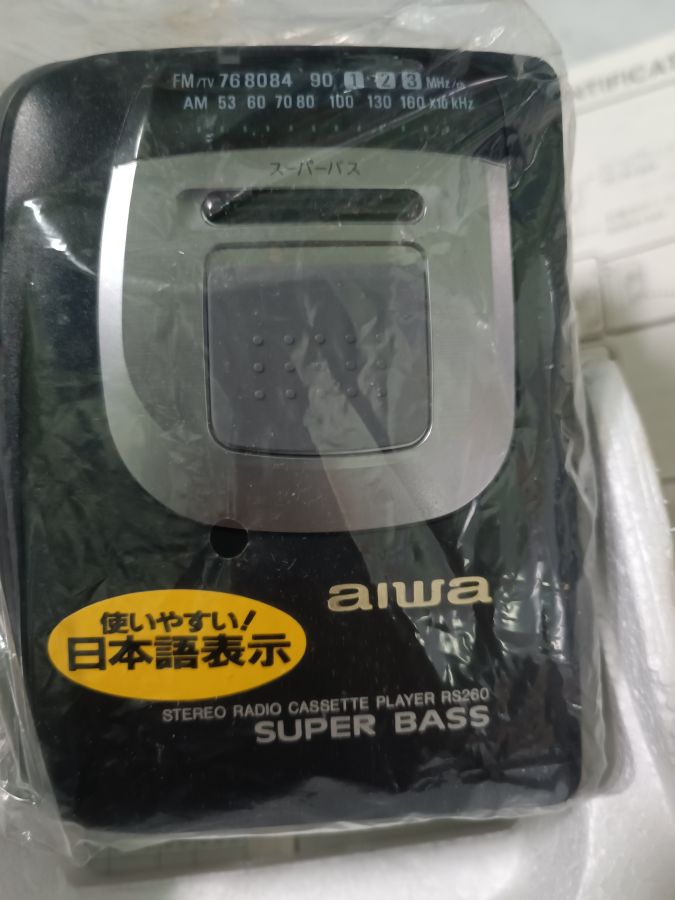 FM/TV 76 80 84 90 1 2 3 MHz/ch
AM 53 60 70 80 100 130 160 x10 kHz
スーパーバス
aiwa
使いやすい!
日本語表示
STEREO RADIO CASSETTE PLAYER RS260
SUPER BASS